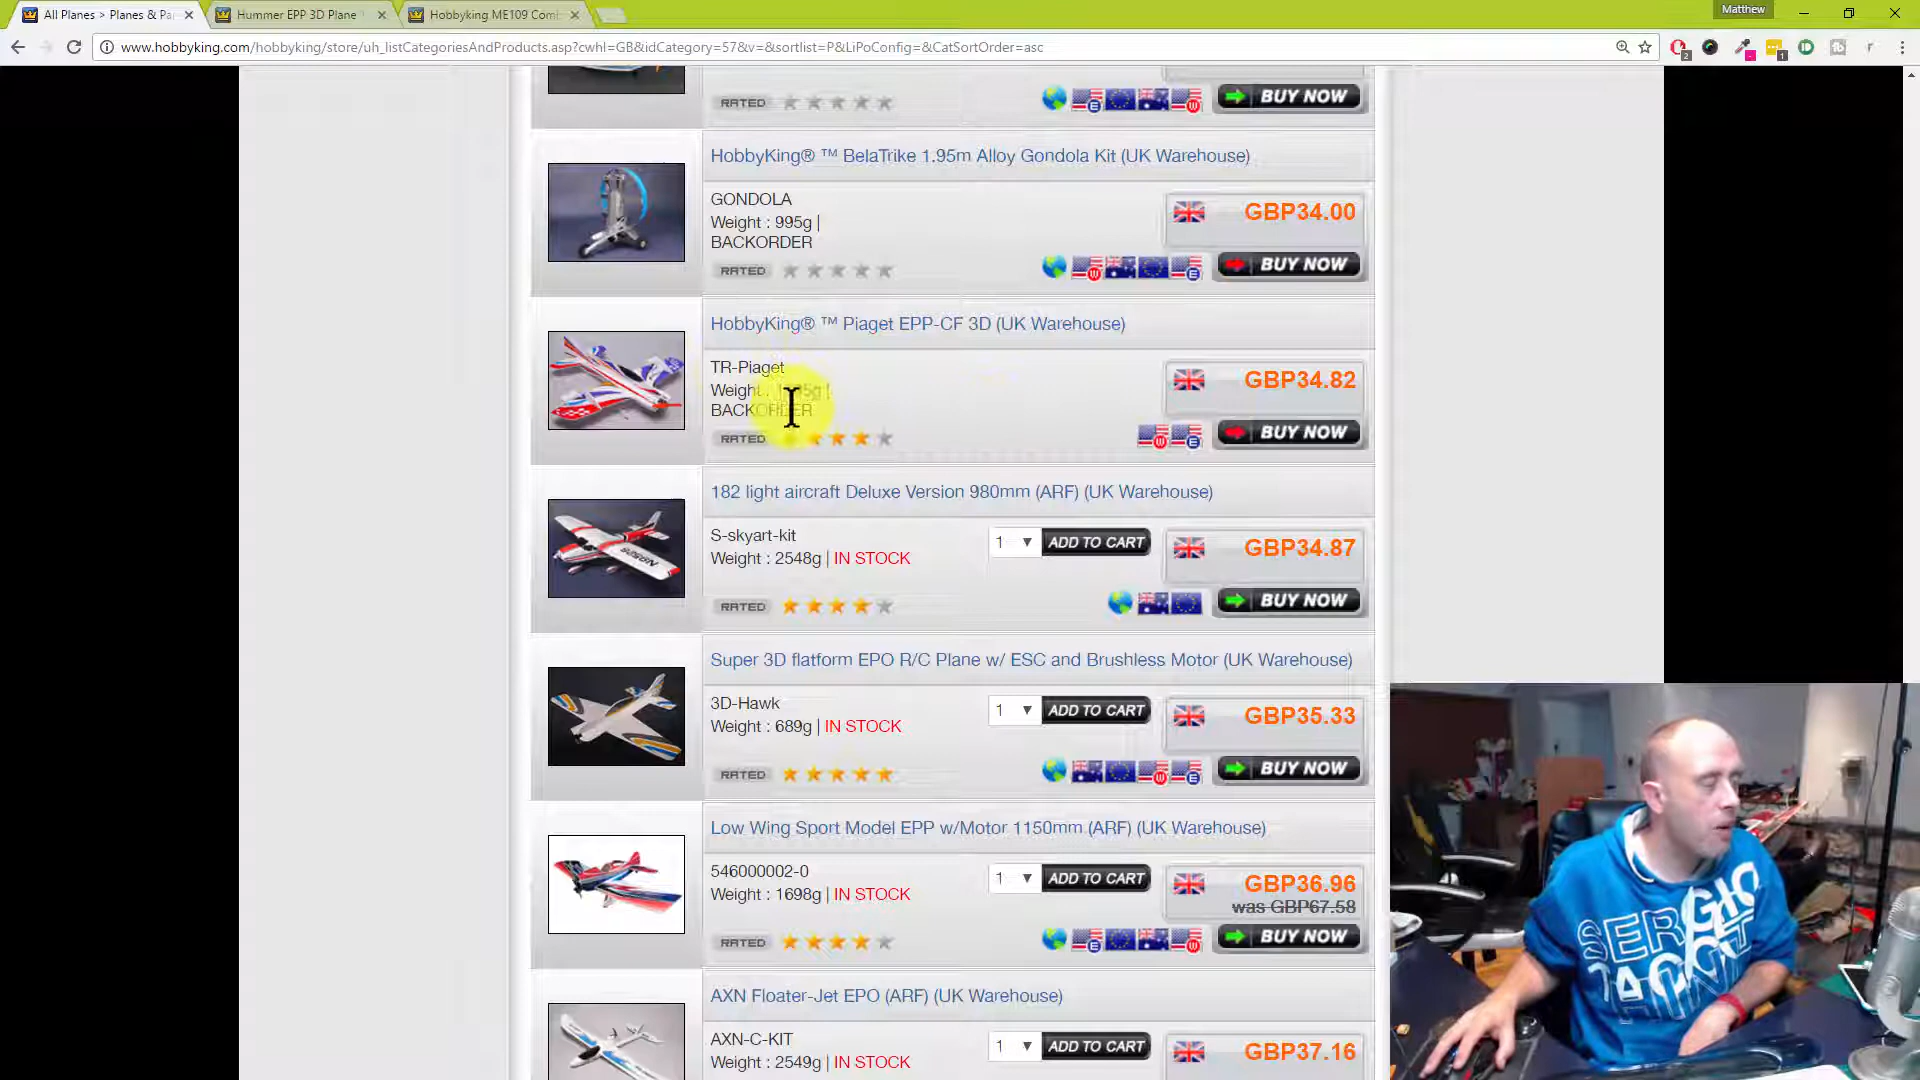 All Planes > Planes & Pa
Hummer EPP 3D Plane
Hobbyking ME109 Comb
Matthew
www.hobbyking.com/hobbyking/store/uh_listCategoriesAndProducts.asp?cwhl=GB&idCategory=57&v=&sortlist=P&LiPoConfig=&CatSortOrder=asc
RATED
BUY NOW
HobbyKing® ™ BelaTrike 1.95m Alloy Gondola Kit (UK Warehouse)
GONDOLA
Weight : 995g |
BACKORDER
GBP34.00
RATED
BUY NOW
HobbyKing® ™ Piaget EPP-CF 3D (UK Warehouse)
TR-Piaget
Weight :
BACKORDER
GBP34.82
RATED
BUY NOW
182 light aircraft Deluxe Version 980mm (ARF) (UK Warehouse)
S-skyart-kit
Weight : 2548g | IN STOCK
1 ADD TO CART
GBP34.87
RATED
BUY NOW
Super 3D flatform EPO R/C Plane w/ ESC and Brushless Motor (UK Warehouse)
3D-Hawk
Weight : 689g | IN STOCK
1 ADD TO CART
GBP35.33
RATED
BUY NOW
Low Wing Sport Model EPP w/Motor 1150mm (ARF) (UK Warehouse)
546000002-0
Weight : 1698g | IN STOCK
1 ADD TO CART
GBP36.96
was GBP67.58
RATED
BUY NOW
AXN Floater-Jet EPO (ARF) (UK Warehouse)
AXN-C-KIT
Weight : 2549g | IN STOCK
1 ADD TO CART
GBP37.16
SERGIO
TACCHINI